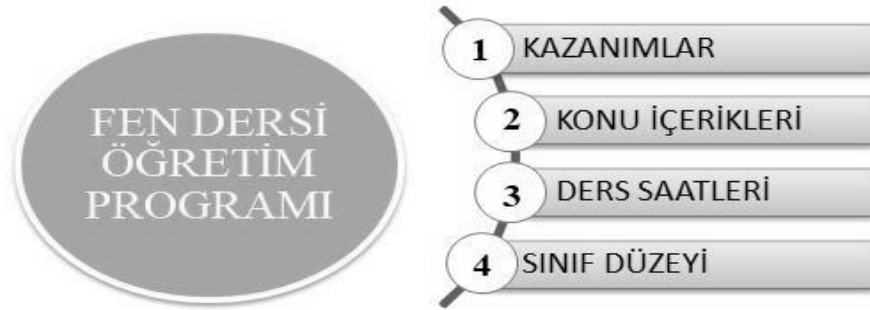 FEN DERSİ
ÖĞRETİM
PROGRAMI
1 KAZANIMLAR
2 KONU İÇERİKLERİ
3 DERS SAATLERİ
4 SINIF DÜZEYİ